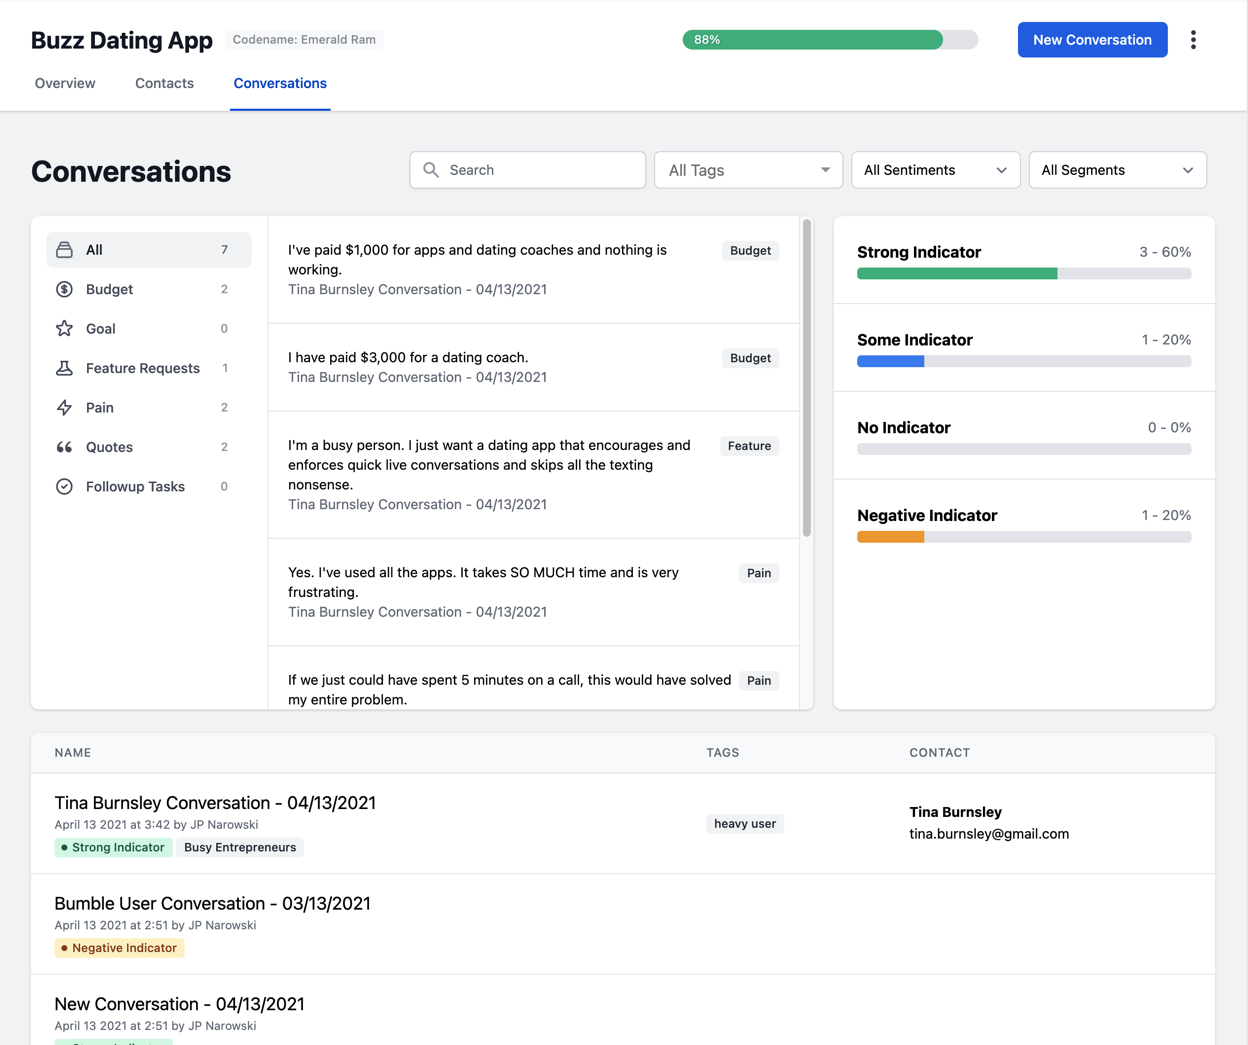 Buzz Dating App
Codename: Emerald Ram
88%
New Conversation
Overview
Contacts
Conversations
Conversations
Search
All Tags
All Sentiments
All Segments
All 7
Budget 2
Goal 0
Feature Requests 1
Pain 2
Quotes 2
Followup Tasks 0
I've paid $1,000 for apps and dating coaches and nothing is
working.
Tina Burnsley Conversation - 04/13/2021
Budget
I have paid $3,000 for a dating coach.
Tina Burnsley Conversation - 04/13/2021
Budget
I'm a busy person. I just want a dating app that encourages and
enforces quick live conversations and skips all the texting
nonsense.
Tina Burnsley Conversation - 04/13/2021
Feature
Yes. I've used all the apps. It takes SO MUCH time and is very
frustrating.
Tina Burnsley Conversation - 04/13/2021
Pain
If we just could have spent 5 minutes on a call, this would have solved
my entire problem.
Pain
Strong Indicator 3 - 60%
Some Indicator 1 - 20%
No Indicator 0 - 0%
Negative Indicator 1 - 20%
NAME TAGS CONTACT
Tina Burnsley Conversation - 04/13/2021
April 13 2021 at 3:42 by JP Narowski
Strong Indicator Busy Entrepreneurs
heavy user
Tina Burnsley
tina.burnsley@gmail.com
Bumble User Conversation - 03/13/2021
April 13 2021 at 2:51 by JP Narowski
Negative Indicator
New Conversation - 04/13/2021
April 13 2021 at 2:51 by JP Narowski